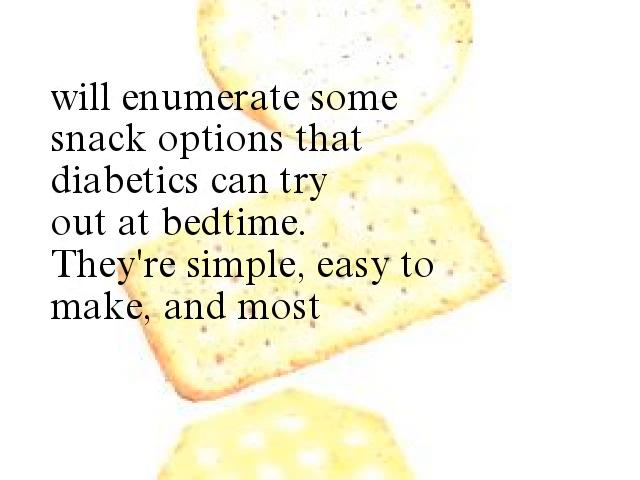 will enumerate some
snack options that
diabetics can try
out at bedtime.
They're simple, easy to
make, and most